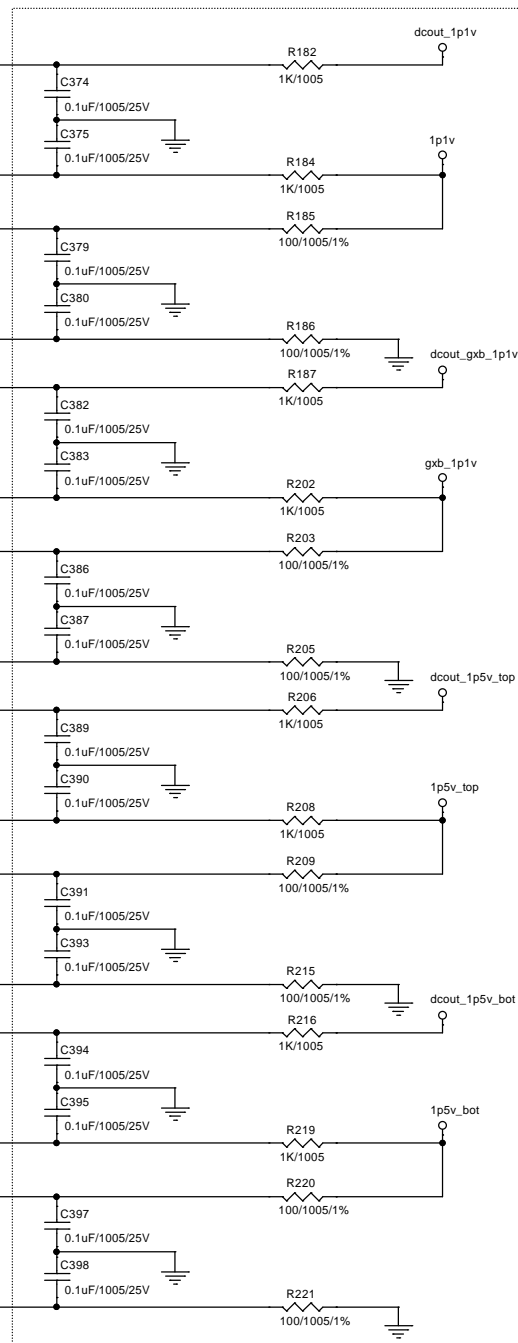 dcout_1p1v
R182
1K/1005
C374
0.1uF/1005/25V
C375
0.1uF/1005/25V
1p1v
R184
1K/1005
R185
100/1005/1%
C379
0.1uF/1005/25V
C380
0.1uF/1005/25V
R186
100/1005/1%
dcout_gxb_1p1v
R187
1K/1005
C382
0.1uF/1005/25V
C383
0.1uF/1005/25V
gxb_1p1v
R202
1K/1005
R203
100/1005/1%
C386
0.1uF/1005/25V
C387
0.1uF/1005/25V
R205
100/1005/1%
dcout_1p5v_top
R206
1K/1005
C389
0.1uF/1005/25V
C390
0.1uF/1005/25V
1p5v_top
R208
1K/1005
R209
100/1005/1%
C391
0.1uF/1005/25V
C393
0.1uF/1005/25V
R215
100/1005/1%
dcout_1p5v_bot
R216
1K/1005
C394
0.1uF/1005/25V
C395
0.1uF/1005/25V
1p5v_bot
R219
1K/1005
R220
100/1005/1%
C397
0.1uF/1005/25V
C398
0.1uF/1005/25V
R221
100/1005/1%